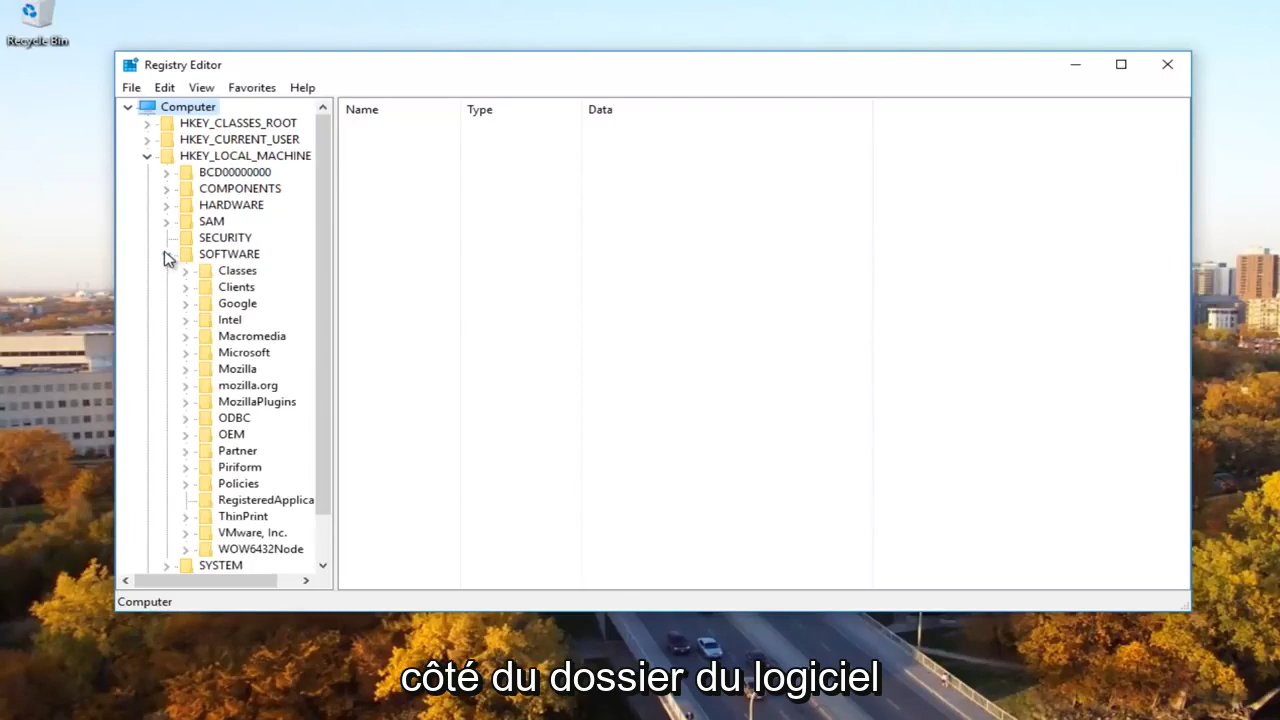 Recycle Bin
Registry Editor
File Edit View Favorites Help
Computer
HKEY_CLASSES_ROOT
HKEY_CURRENT_USER
HKEY_LOCAL_MACHINE
BCD00000000
COMPONENTS
HARDWARE
SAM
SECURITY
SOFTWARE
Classes
Clients
Google
Intel
Macromedia
Microsoft
Mozilla
mozilla.org
MozillaPlugins
ODBC
OEM
Partner
Piriform
Policies
RegisteredApplica
ThinPrint
VMware, Inc.
WOW6432Node
SYSTEM
Name Type Data
Computer
côté du dossier du logiciel